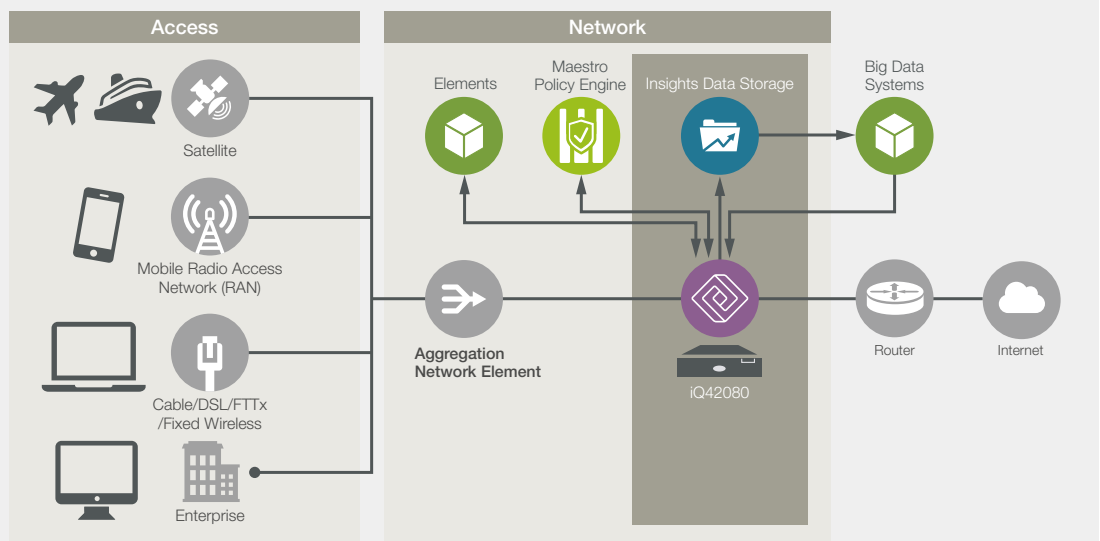 Access
Network
Satellite
Mobile Radio Access
Network (RAN)
Cable/DSL/FTTx
/Fixed Wireless
Enterprise
Elements
Maestro
Policy Engine
Insights Data Storage
Big Data
Systems
Aggregation
Network Element
iQ42080
Router
Internet